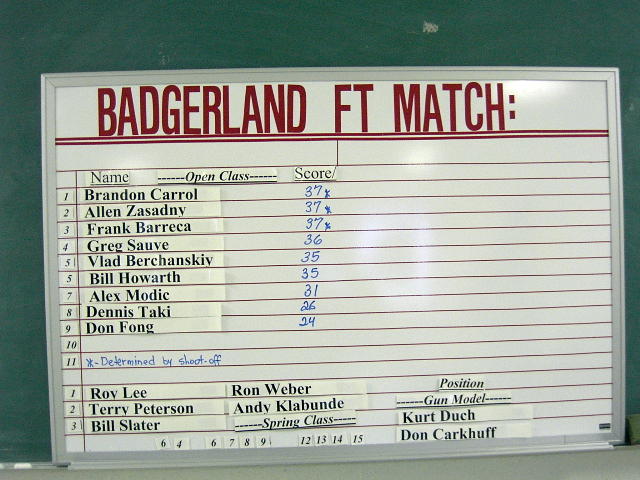 BADGERLAND FT MATCH:
Name ------Open Class------ Score/
1 Brandon Carrol 37*
2 Allen Zasadny 37*
3 Frank Barreca 37*
4 Greg Sauve 36
5 Vlad Berchanskiy 35
5 Bill Howarth 35
7 Alex Modic 31
8 Dennis Taki 26
9 Don Fong 24
10
11 *-Determined by shoot-off
Position
1 Roy Lee Ron Weber ------Gun Model------
2 Terry Peterson Andy Klabunde Kurt Duch
3 Bill Slater -----Spring Class----- Don Carkhuff
6 4 6 7 8 9 12 13 14 15